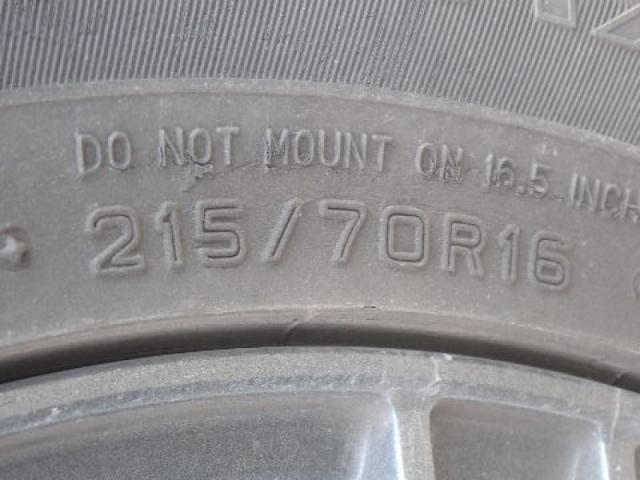 DO NOT MOUNT ON 16.5 INCH
215/70R16